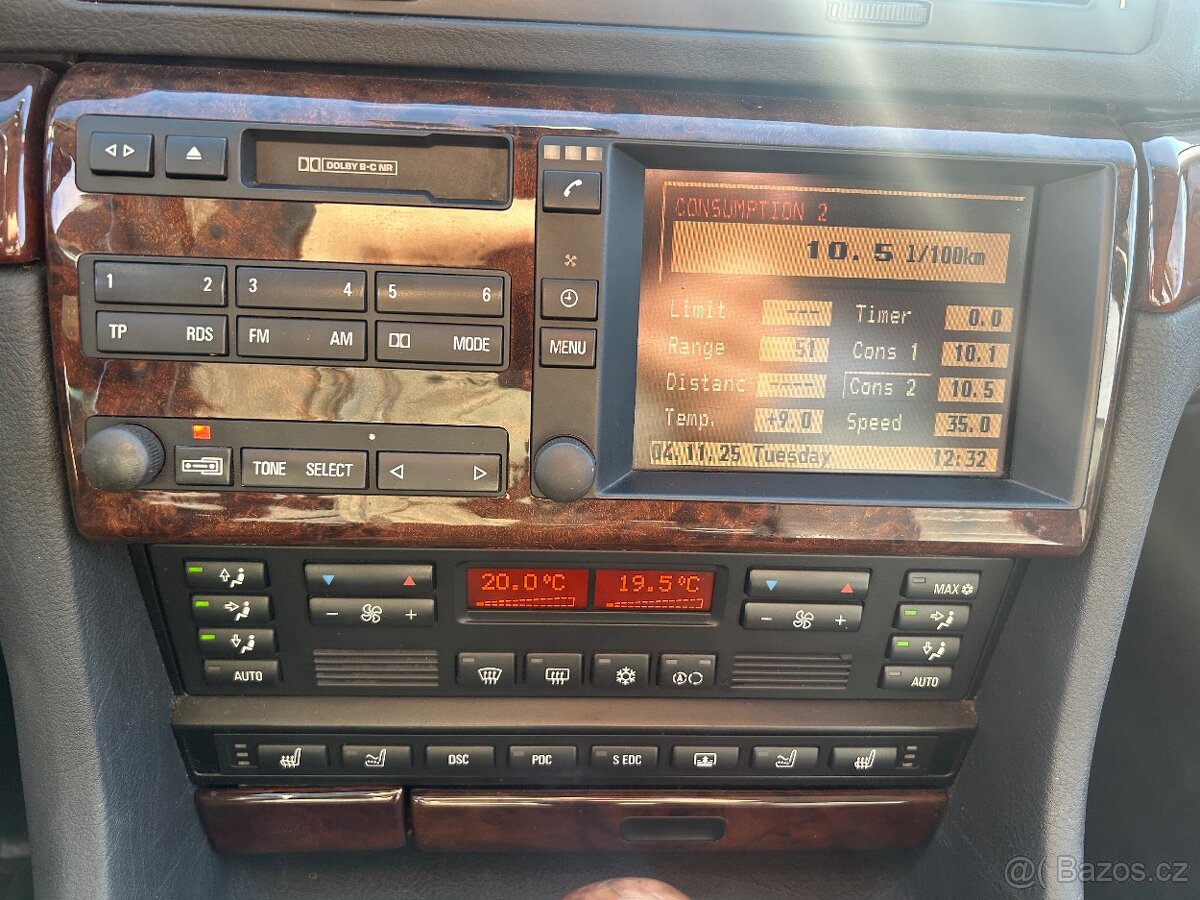 DOLBY B-C NR
CONSUMPTION 2
10.5 l/100km
Limit --- Timer 0.0
Range 51 Cons 1 10.1
Distanc ---- Cons 2 10.5
Temp. +9.0 Speed 35.0
04.11.25 Tuesday 12:32
1 2 3 4 5 6
TP RDS FM AM MODE
MENU
TONE SELECT
20.0°C 19.5°C
MAX
- + - +
AUTO AUTO
DSC PDC S EDC
@( Bazos.cz